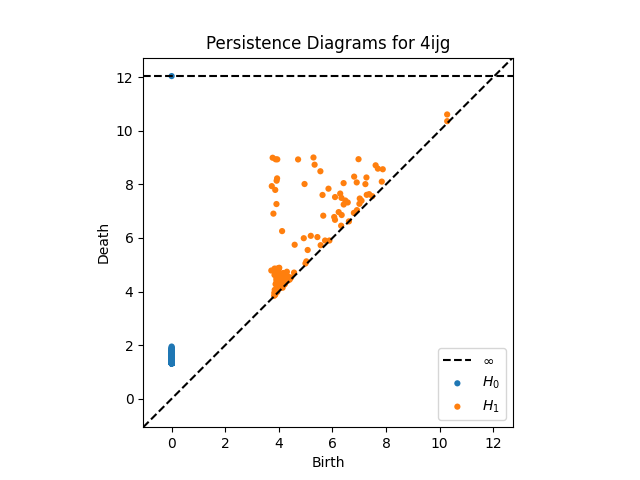 Persistence Diagrams for 4ijg
12
10
8
6
4
2
0
Death
∞
H₀
H₁
0 2 4 6 8 10 12
Birth